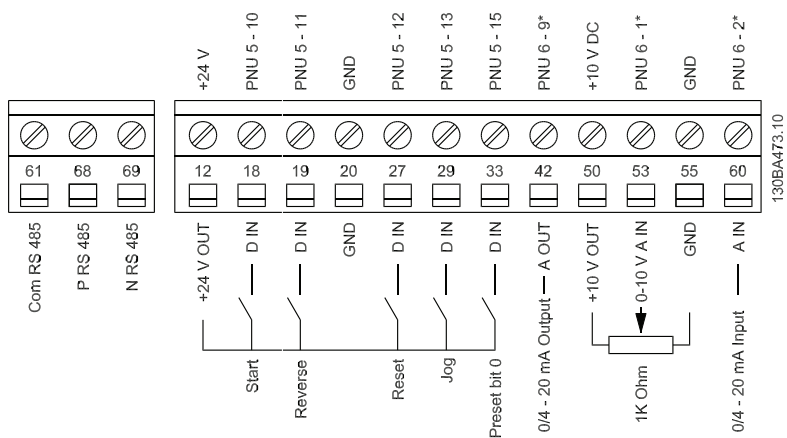 +24 V
PNU 5 - 10
PNU 5 - 11
GND
PNU 5 - 12
PNU 5 - 13
PNU 5 - 15
PNU 6 - 9*
+10 V DC
PNU 6 - 1*
GND
PNU 6 - 2*
61 68 69
12 18 19 20 27 29 33 42 50 53 55 60
130BA473.10
Com RS 485
P RS 485
N RS 485
+24 V OUT
D IN
D IN
GND
D IN
D IN
D IN
0/4 - 20 mA Output — A OUT
+10 V OUT
0-10 V A IN
GND
0/4 - 20 mA Input — A IN
Start
Reverse
Reset
Jog
Preset bit 0
1K Ohm